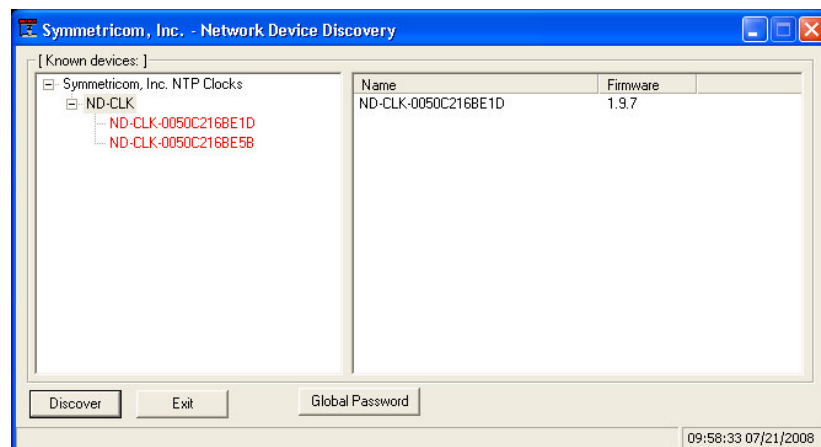 Symmetricom, Inc. - Network Device Discovery
[ Known devices: ]
Symmetricom, Inc. NTP Clocks
ND-CLK
ND-CLK-0050C216BE1D
ND-CLK-0050C216BE5B
Name Firmware
ND-CLK-0050C216BE1D 1.9.7
Discover Exit Global Password
09:58:33 07/21/2008